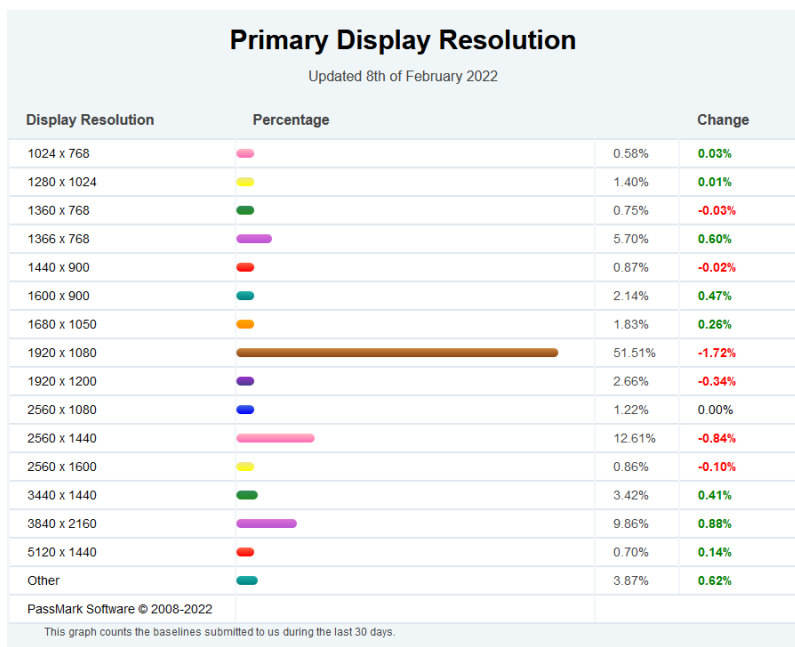 Primary Display Resolution
Updated 8th of February 2022
Display Resolution Percentage Change
1024 x 768 0.58% 0.03%
1280 x 1024 1.40% 0.01%
1360 x 768 0.75% -0.03%
1366 x 768 5.70% 0.60%
1440 x 900 0.87% -0.02%
1600 x 900 2.14% 0.47%
1680 x 1050 1.83% 0.26%
1920 x 1080 51.51% -1.72%
1920 x 1200 2.66% -0.34%
2560 x 1080 1.22% 0.00%
2560 x 1440 12.61% -0.84%
2560 x 1600 0.86% -0.10%
3440 x 1440 3.42% 0.41%
3840 x 2160 9.86% 0.88%
5120 x 1440 0.70% 0.14%
Other 3.87% 0.62%
PassMark Software © 2008-2022
This graph counts the baselines submitted to us during the last 30 days.